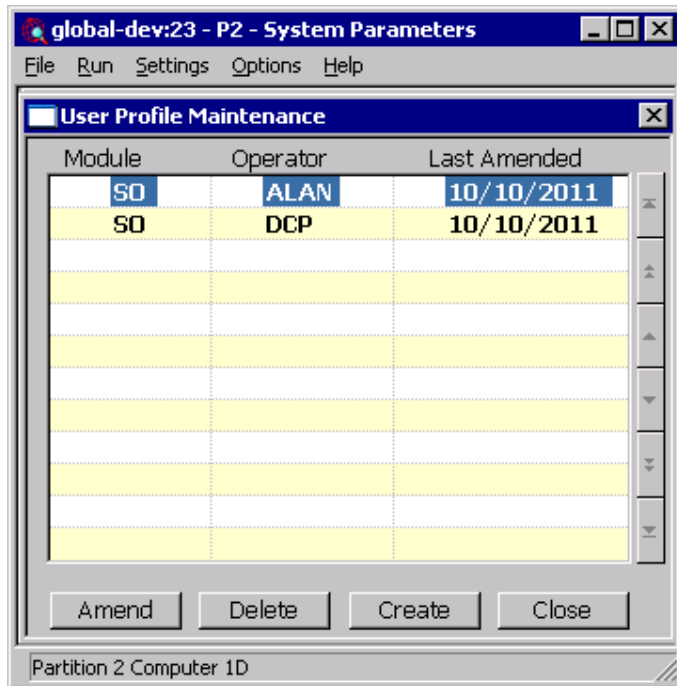 global-dev:23 - P2 - System Parameters
File Run Settings Options Help
User Profile Maintenance
Module Operator Last Amended
SO ALAN 10/10/2011
SO DCP 10/10/2011
Amend Delete Create Close
Partition 2 Computer 1D